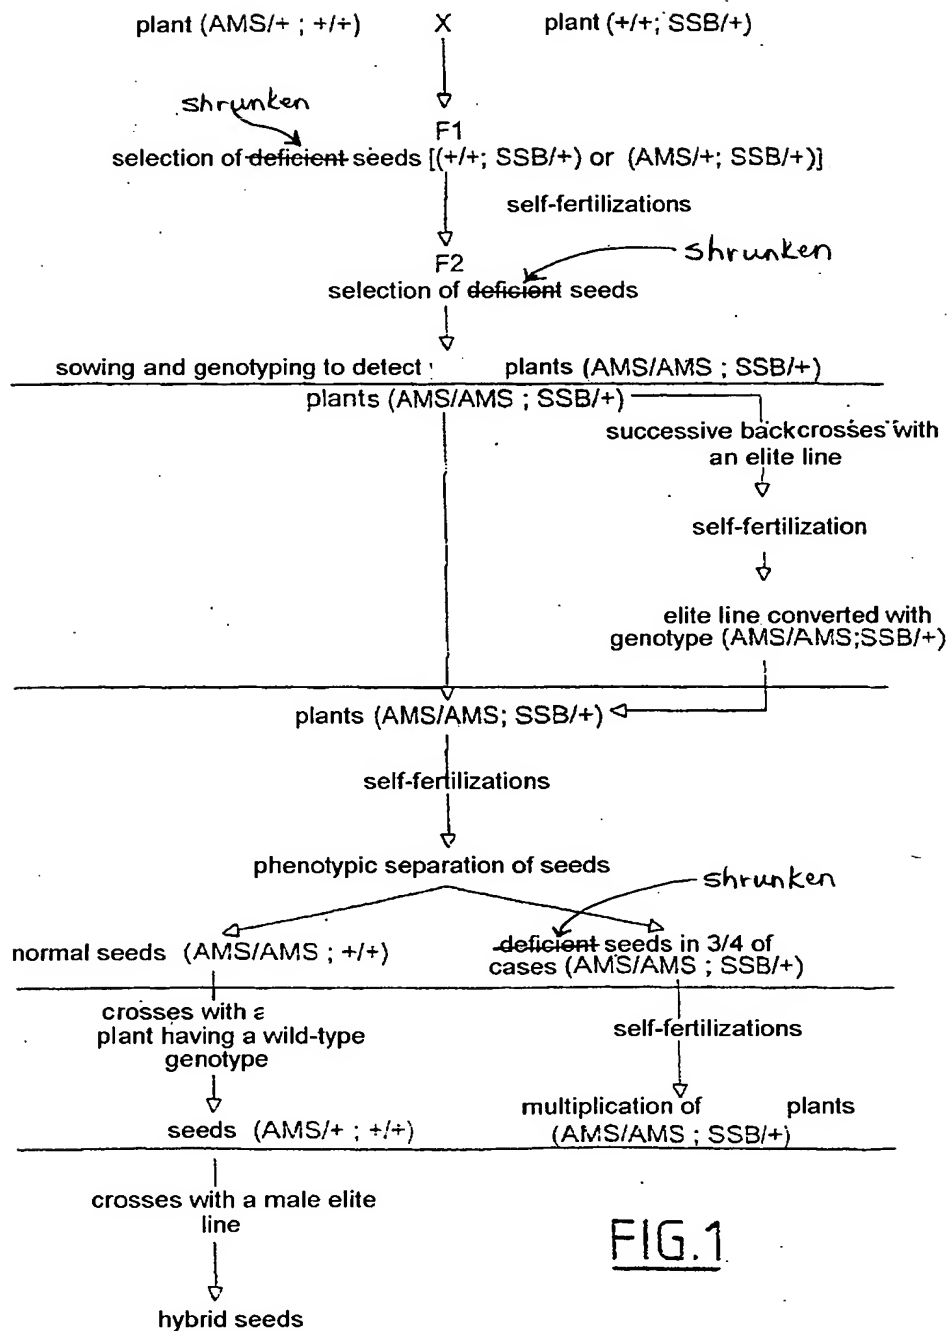 plant (AMS/+ ; +/+) X plant (+/+; SSB/+)
shrunken
F1
selection of deficient seeds [(+/+; SSB/+) or (AMS/+; SSB/+)]
self-fertilizations
shrunken
F2
selection of deficient seeds
sowing and genotyping to detect plants (AMS/AMS ; SSB/+)
plants (AMS/AMS ; SSB/+)
successive backcrosses with
an elite line
self-fertilization
elite line converted with
genotype (AMS/AMS;SSB/+)
plants (AMS/AMS; SSB/+)
self-fertilizations
phenotypic separation of seeds
shrunken
normal seeds (AMS/AMS ; +/+)
deficient seeds in 3/4 of
cases (AMS/AMS ; SSB/+)
crosses with a
plant having a wild-type
genotype
self-fertilizations
seeds (AMS/+ ; +/+)
multiplication of plants
(AMS/AMS ; SSB/+)
crosses with a male elite
line
hybrid seeds
FIG.1